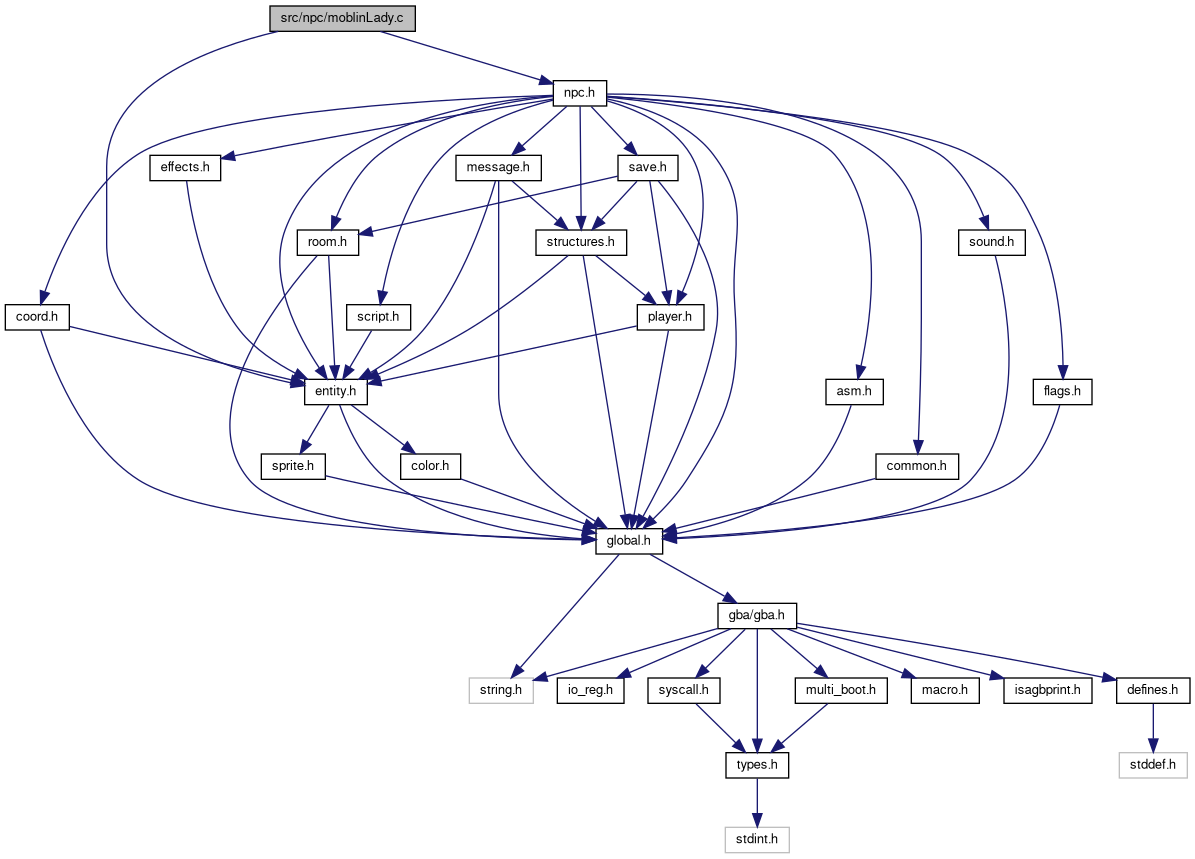 src/npc/moblinLady.c
npc.h
effects.h
message.h
save.h
room.h
structures.h
sound.h
coord.h
script.h
player.h
entity.h
asm.h
flags.h
sprite.h
color.h
common.h
global.h
gba/gba.h
string.h
io_reg.h
syscall.h
multi_boot.h
macro.h
isagbprint.h
defines.h
types.h
stddef.h
stdint.h